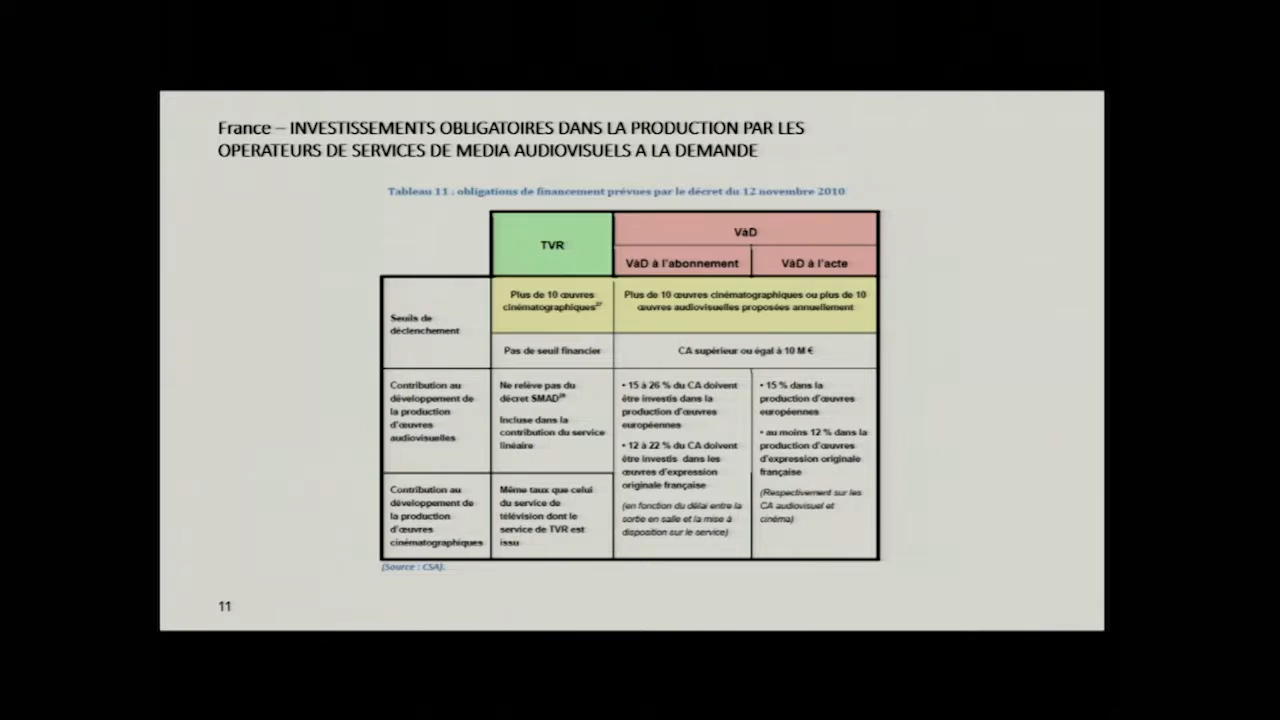 France – INVESTISSEMENTS OBLIGATOIRES DANS LA PRODUCTION PAR LES
OPERATEURS DE SERVICES DE MEDIA AUDIOVISUELS A LA DEMANDE
Tableau 11 : obligations de financement prévues par le décret du 12 novembre 2010
TVR
VàD
VàD à l'abonnement
VàD à l'acte
Seuils de
déclenchement
Plus de 10 œuvres
cinématographiques²⁷
Plus de 10 œuvres cinématographiques ou plus de 10
œuvres audiovisuelles proposées annuellement
Pas de seuil financier
CA supérieur ou égal à 10 M €
Contribution au
développement de
la production
d'œuvres
audiovisuelles
Ne relève pas du
décret SMAD²⁸
Incluse dans la
contribution du service
linéaire
• 15 à 26 % du CA doivent
être investis dans la
production d'œuvres
européennes
• 12 à 22 % du CA doivent
être investis dans les
œuvres d'expression
originale française
(en fonction du délai entre la
sortie en salle et la mise à
disposition sur le service)
• 15 % dans la
production d'œuvres
européennes
• au moins 12 % dans la
production d'œuvres
d'expression originale
française
(Respectivement sur les
CA audiovisuel et
cinéma)
Contribution au
développement de
la production
d'œuvres
cinématographiques
Même taux que celui
du service de
télévision dont le
service de TVR est
issu
(Source : CSA).
11